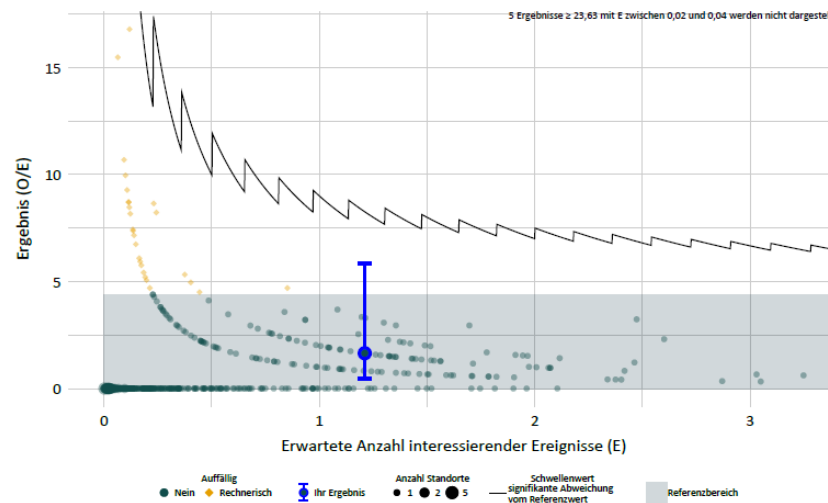 5 Ergebnisse ≥ 23,63 mit E zwischen 0,02 und 0,04 werden nicht dargestel
15
10
5
0
Ergebnis (O/E)
0 1 2 3
Erwartete Anzahl interessierender Ereignisse (E)
Auffällig
Nein Rechnerisch
Ihr Ergebnis
Anzahl Standorte
1 2 5
Schwellenwert
signifikante Abweichung
vom Referenzwert
Referenzbereich